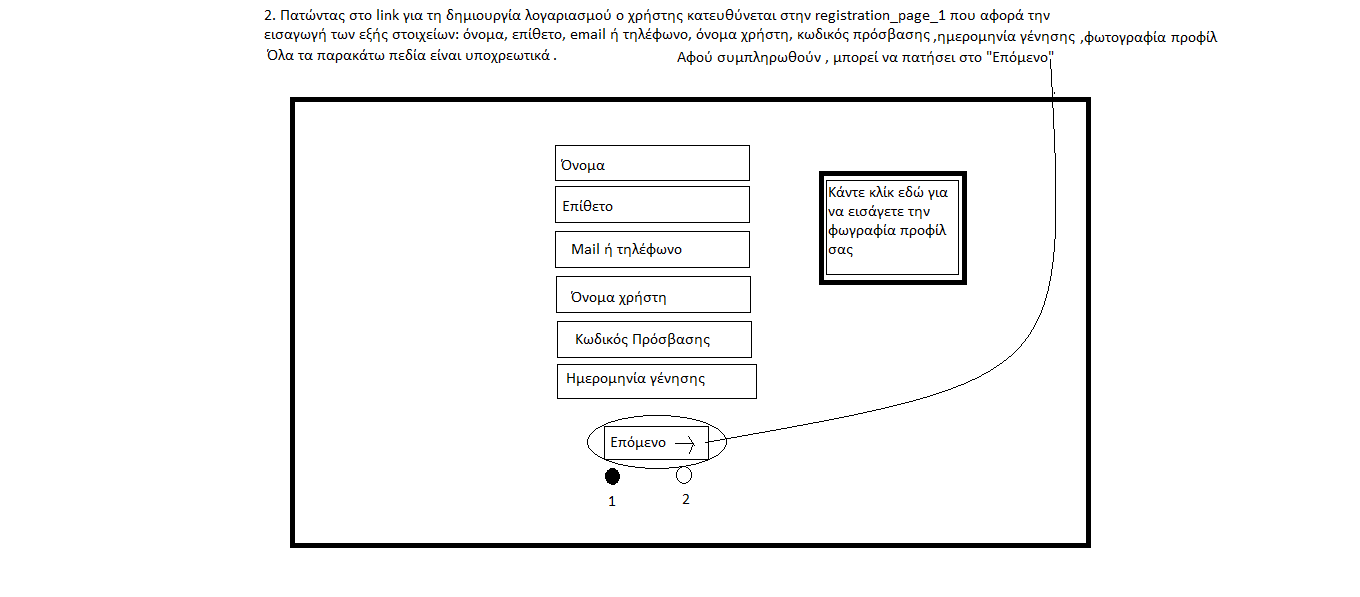 2. Πατώντας στο link για τη δημιουργία λογαριασμού ο χρήστης κατευθύνεται στην registration_page_1 που αφορά την
εισαγωγή των εξής στοιχείων: όνομα, επίθετο, email ή τηλέφωνο, όνομα χρήστη, κωδικός πρόσβασης ,ημερομηνία γένησης ,φωτογραφία προφίλ
Όλα τα παρακάτω πεδία είναι υποχρεωτικά . Αφού συμπληρωθούν , μπορεί να πατήσει στο "Επόμενο"
Όνομα
Επίθετο
Mail ή τηλέφωνο
Όνομα χρήστη
Κωδικός Πρόσβασης
Ημερομηνία γένησης
Κάντε κλίκ εδώ για
να εισάγετε την
φωγραφία προφίλ
σας
Επόμενο
1 2